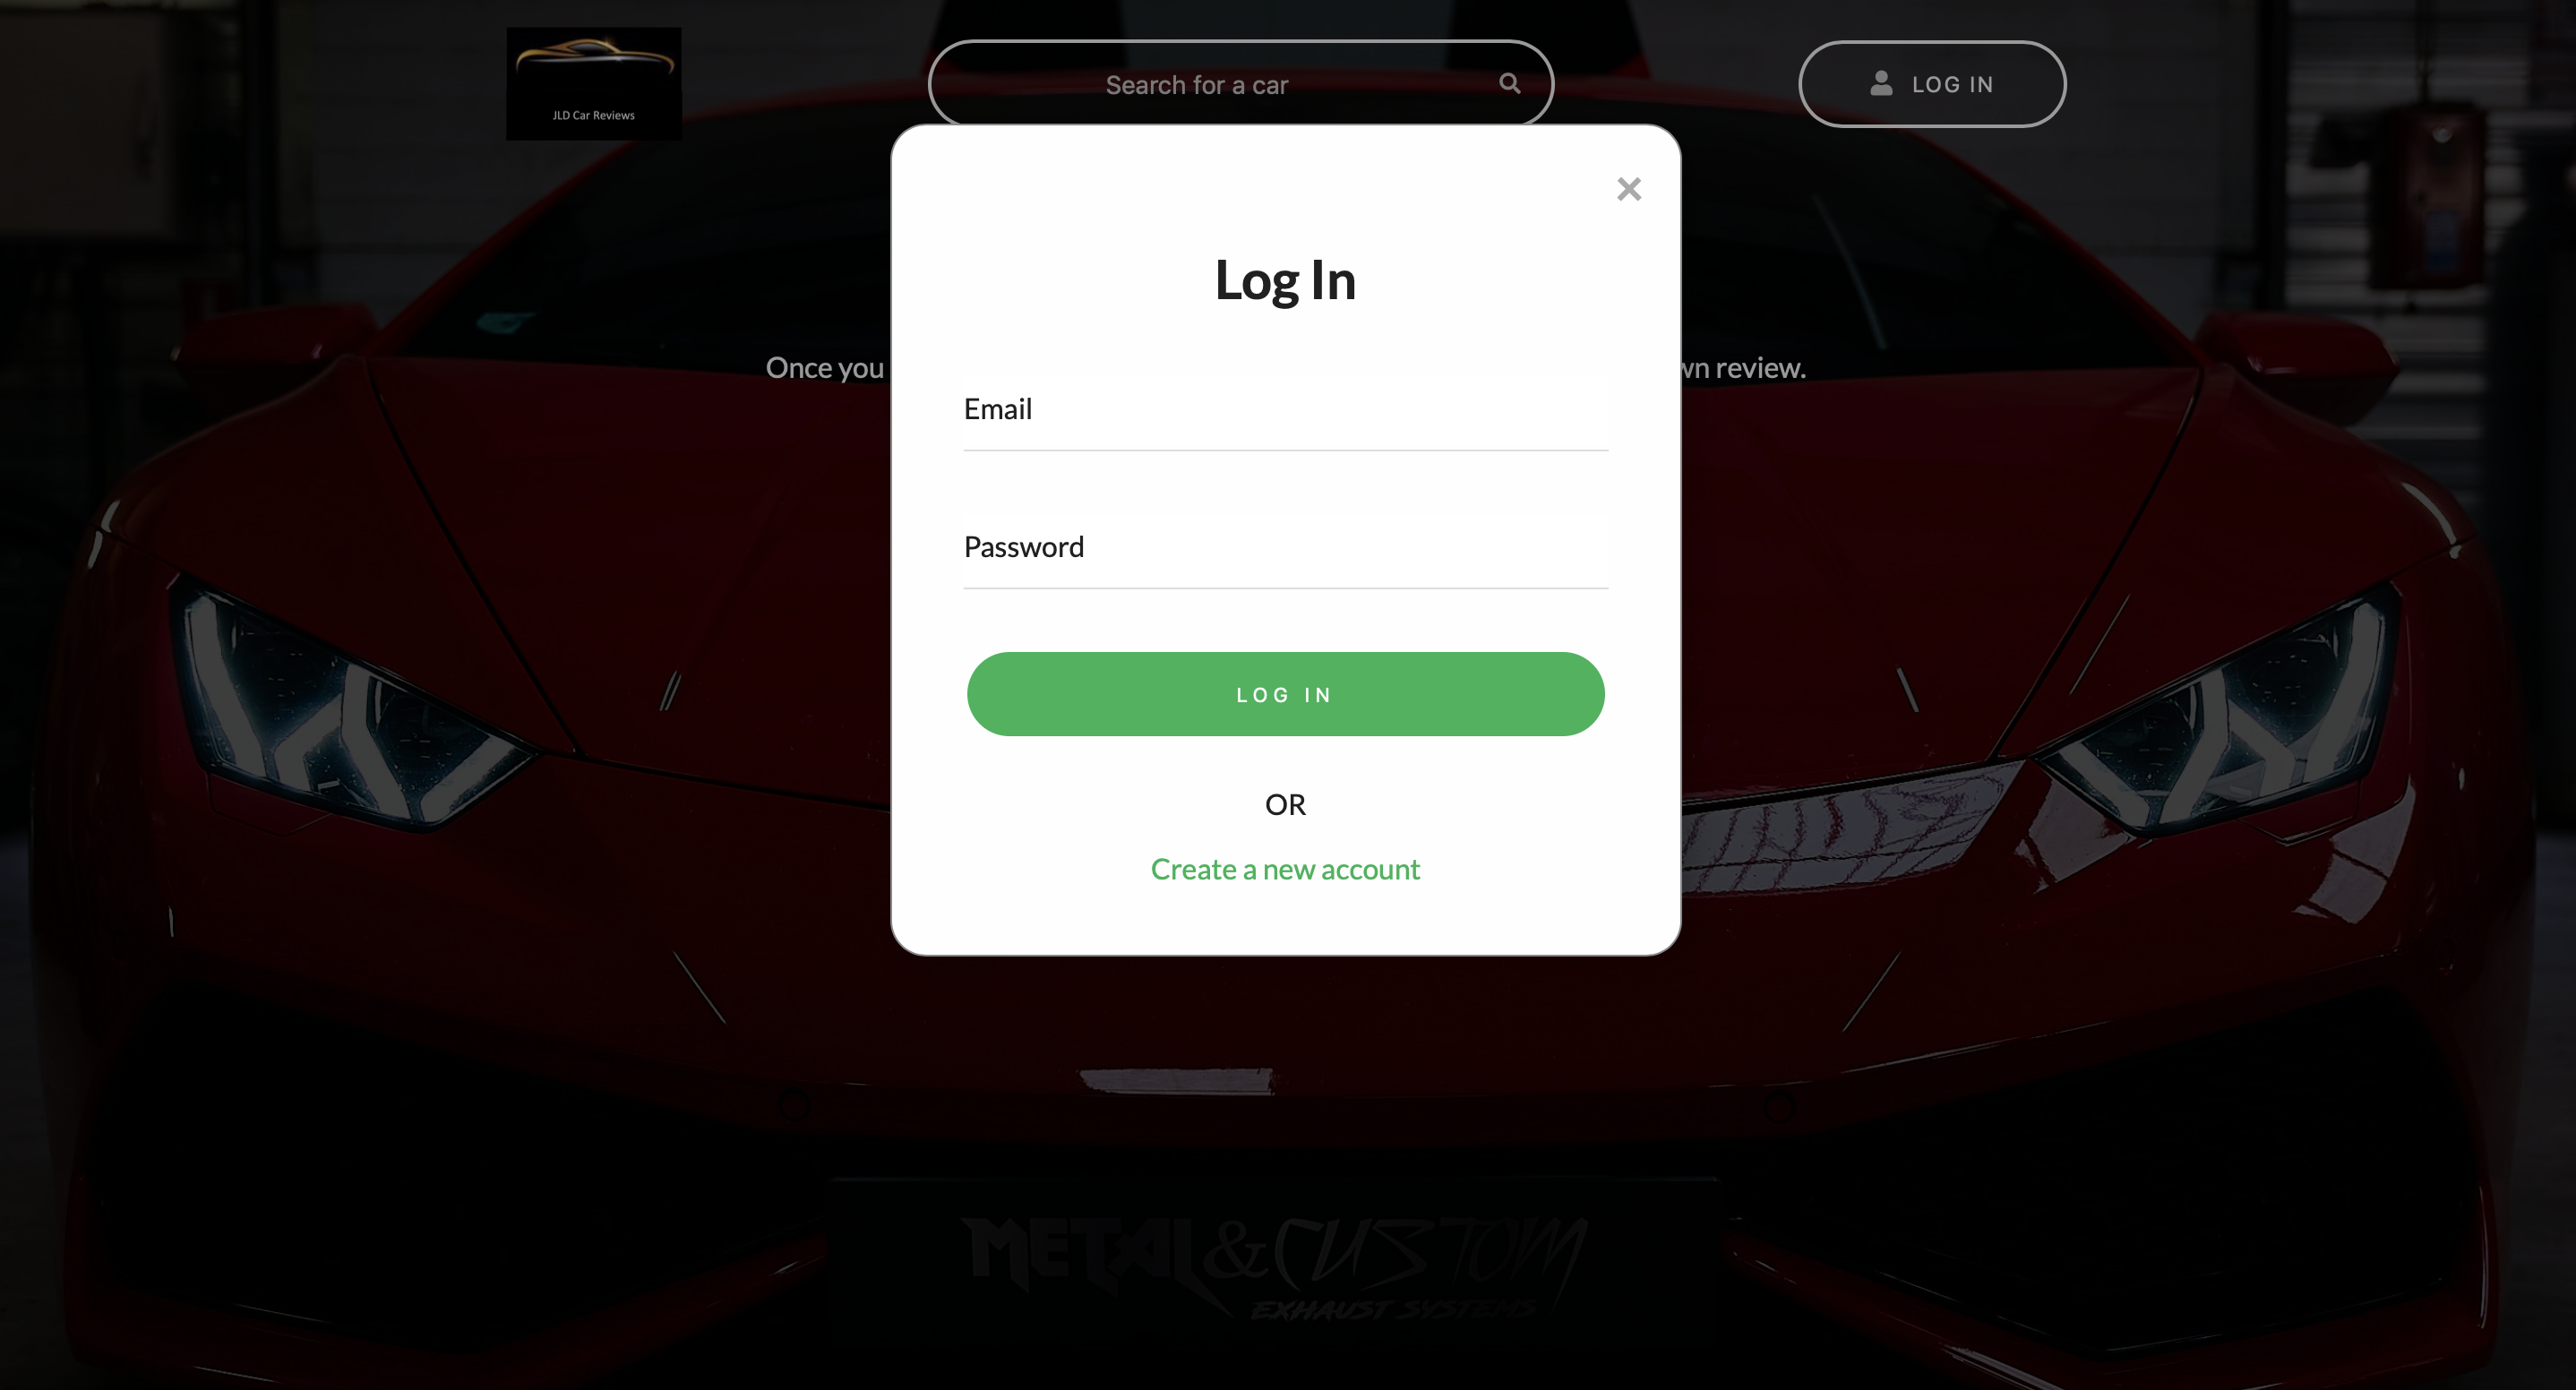 JLD Car Reviews
Search for a car
LOG IN
Log In
Once you
wn review.
Email
Password
LOG IN
OR
Create a new account
METAL&CUSTOM
EXHAUST SYSTEMS